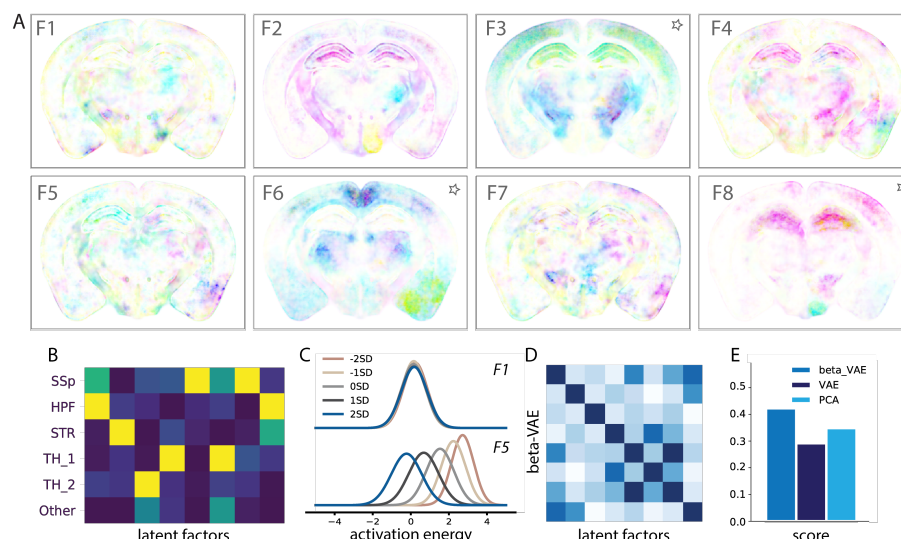 A
F1
F2
F3
F4
F5
F6
F7
F8
B
SSp
HPF
STR
TH_1
TH_2
Other
latent factors
C
-2SD
-1SD
0SD
1SD
2SD
F1
F5
−4 −2 0 2 4
activation energy
D
beta-VAE
latent factors
E
beta_VAE
VAE
PCA
0.5
0.4
0.3
0.2
0.1
0.0
score